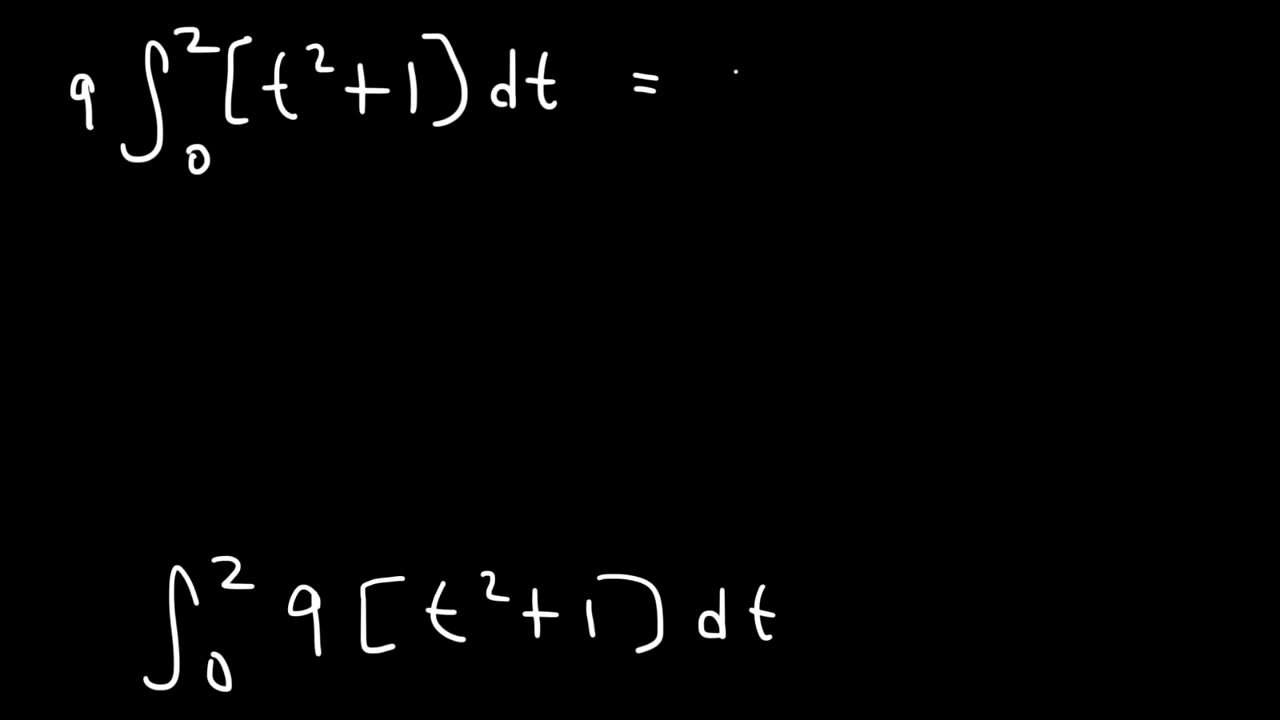 9 ∫₀² [t²+1] dt =
∫₀² 9 [t²+1] dt